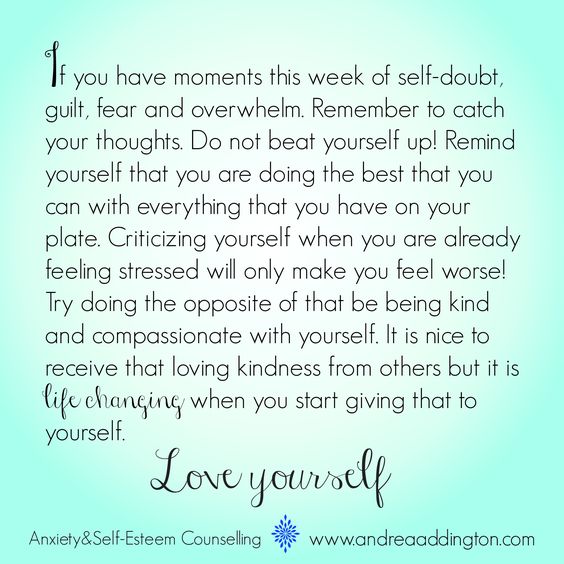 If you have moments this week of self-doubt,
guilt, fear and overwhelm. Remember to catch
your thoughts. Do not beat yourself up! Remind
yourself that you are doing the best that you
can with everything that you have on your
plate. Criticizing yourself when you are already
feeling stressed will only make you feel worse!
Try doing the opposite of that be being kind
and compassionate with yourself. It is nice to
receive that loving kindness from others but it is
life changing when you start giving that to
yourself.
Love yourself
Anxiety&Self-Esteem Counselling www.andreaaddington.com